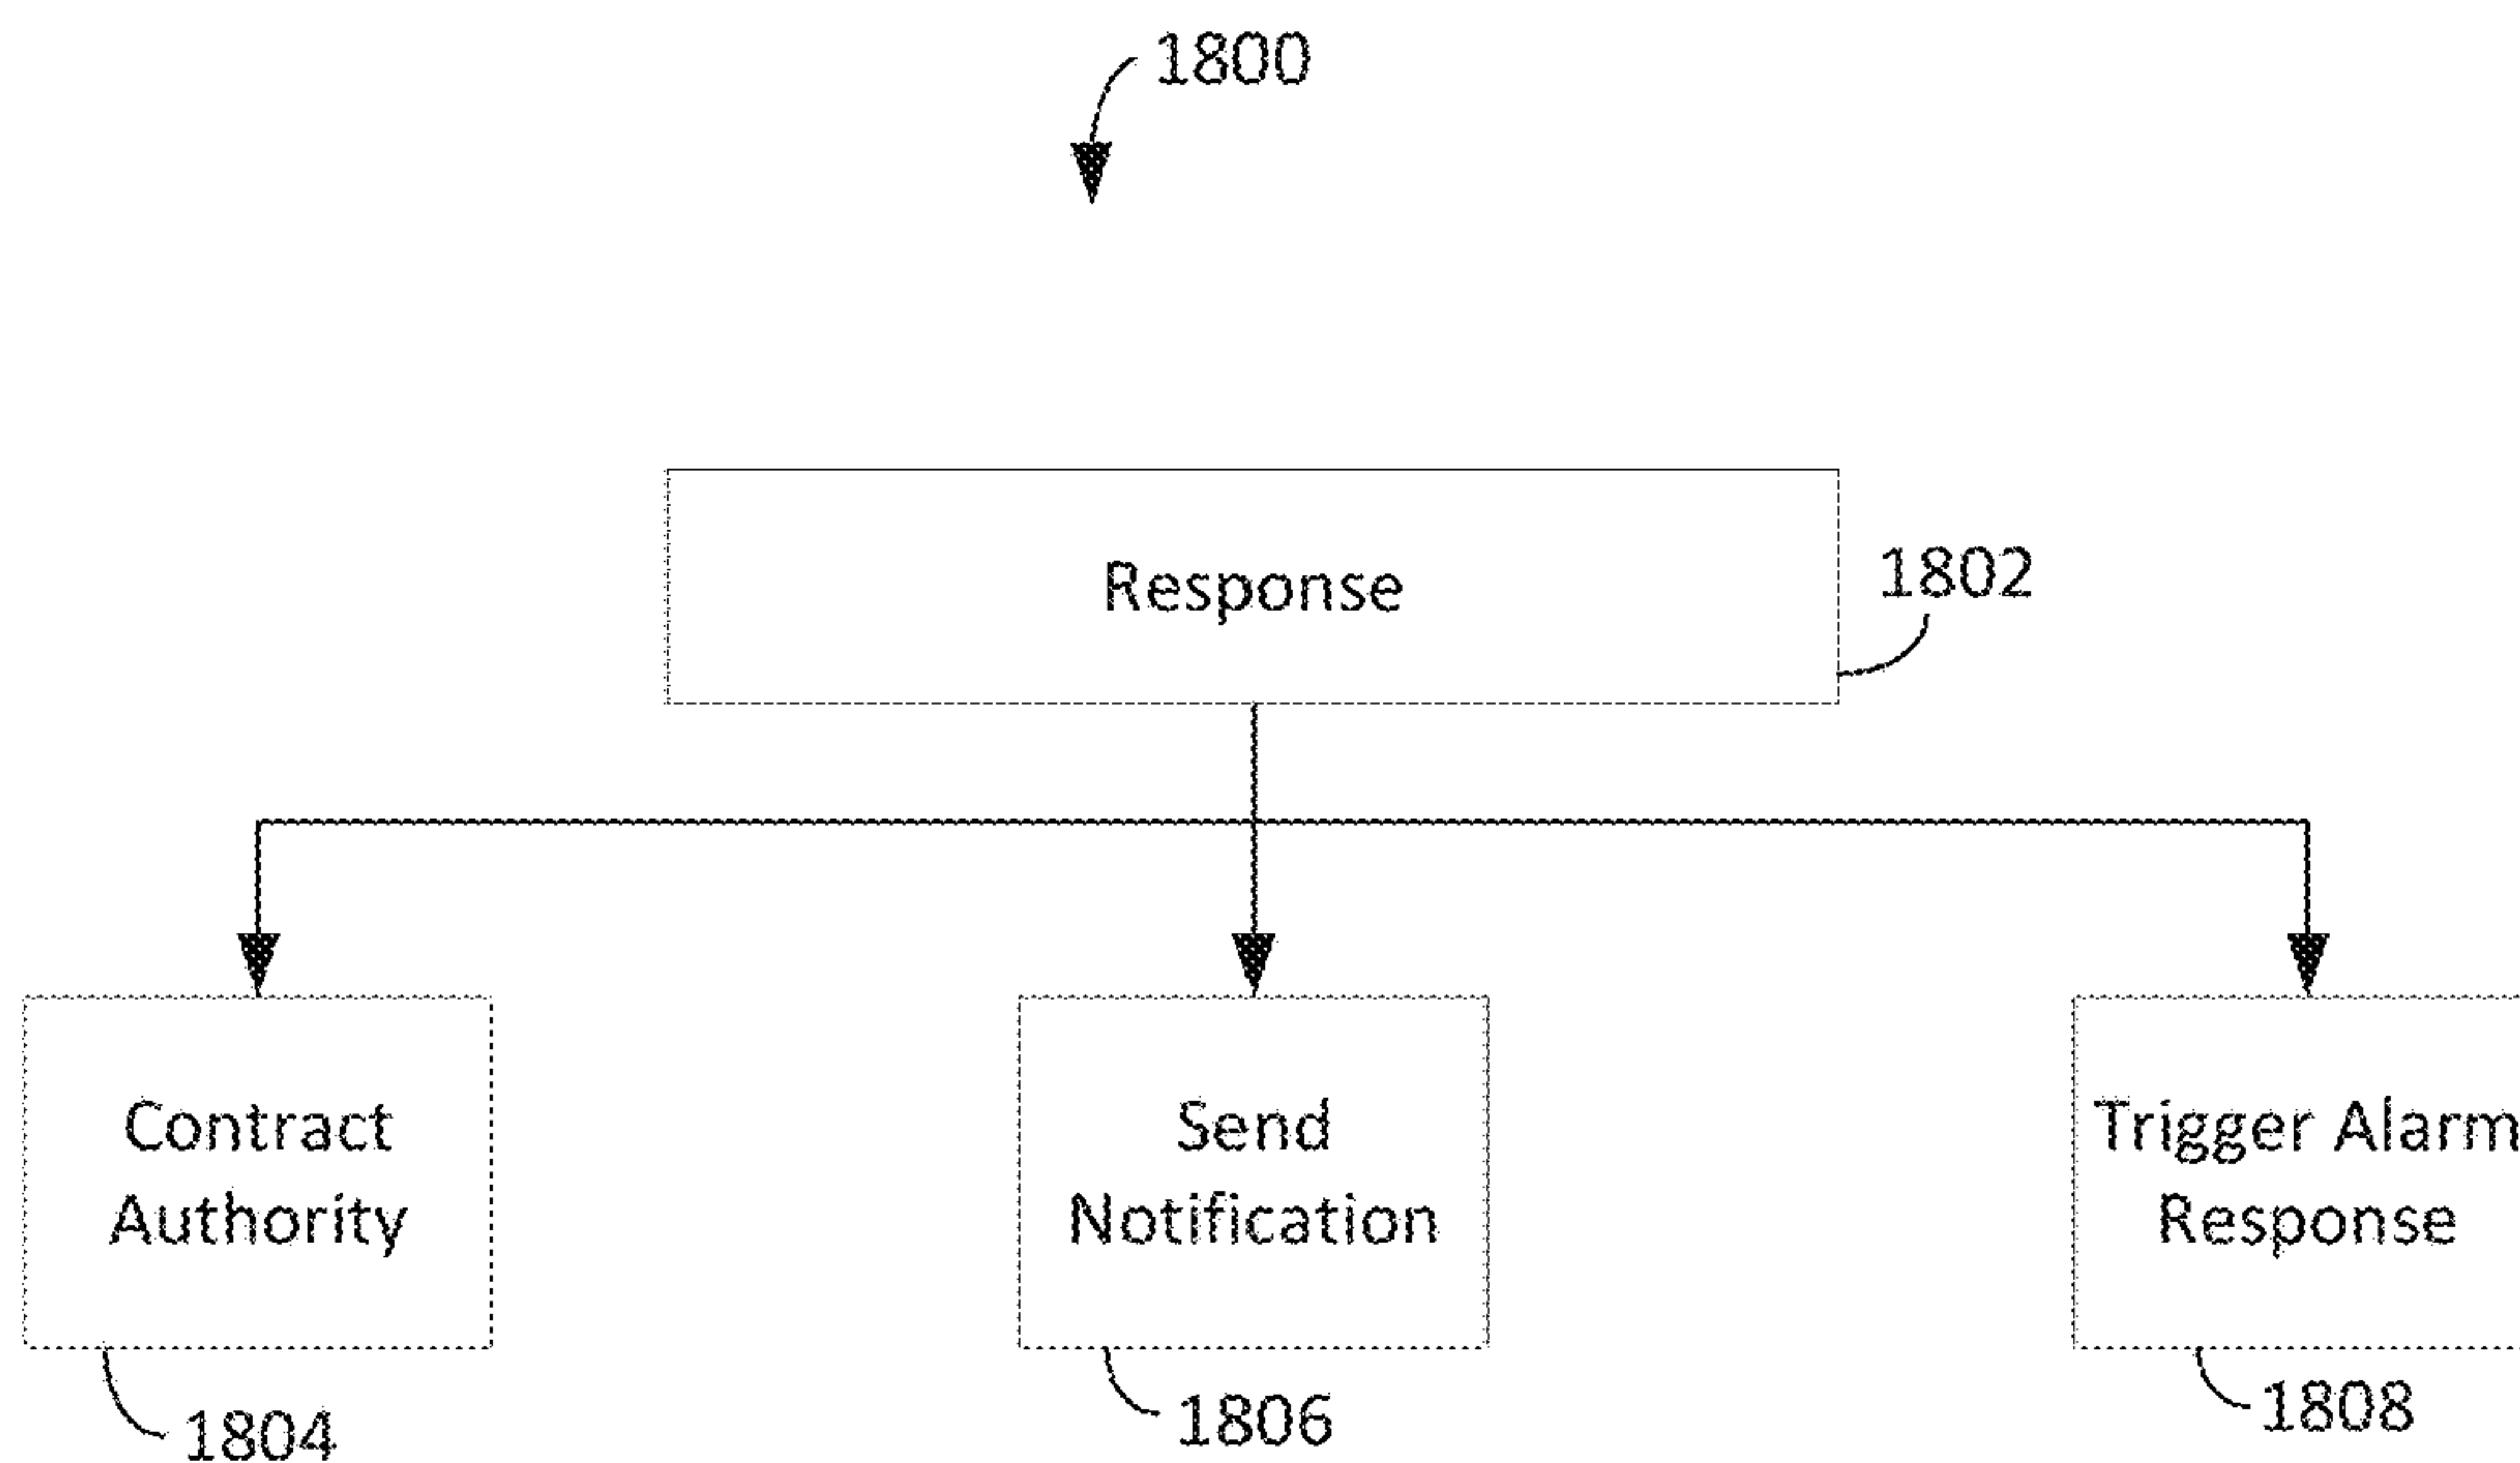 1800
Response
1802
Contract
Authority
Send
Notification
Trigger Alarm
Response
1804
1806
1808